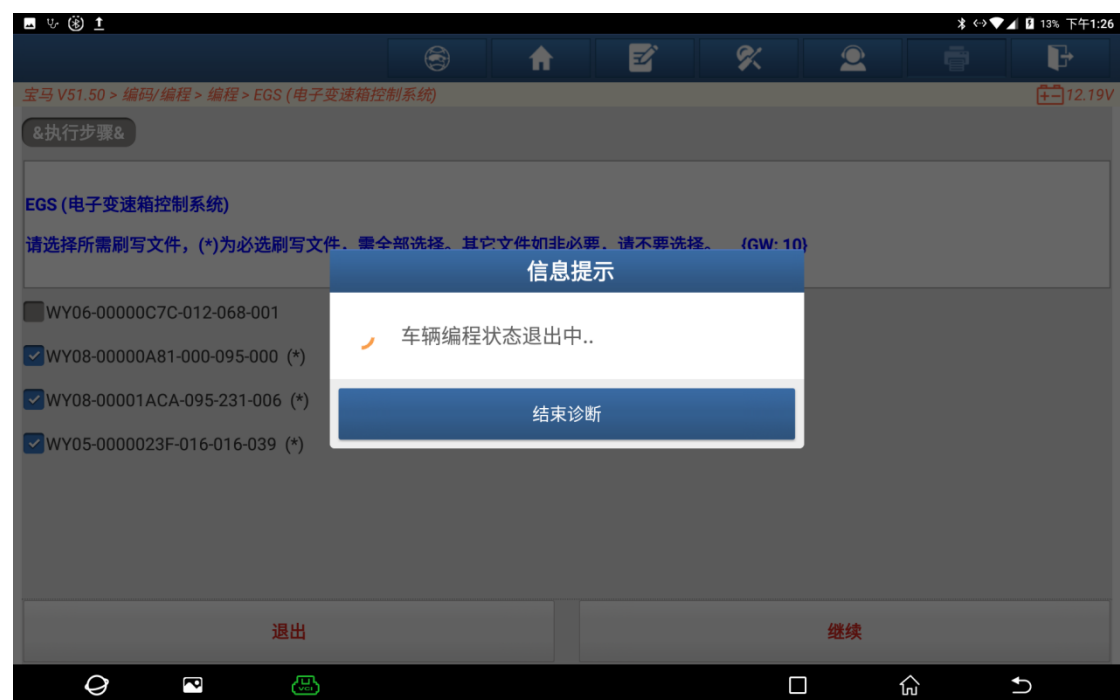 13% 下午1:26
宝马 V51.50 > 编码/编程 > 编程 > EGS (电子变速箱控制系统)
12.19V
&执行步骤&
EGS (电子变速箱控制系统)
请选择所需刷写文件，(*)为必选刷写文件，需全部选择。其它文件如非必要，请不要选择。 {GW: 10}
信息提示
WY06-00000C7C-012-068-001
车辆编程状态退出中..
WY08-00000A81-000-095-000 (*)
WY08-00001ACA-095-231-006 (*)
结束诊断
WY05-0000023F-016-016-039 (*)
退出
继续
VCI